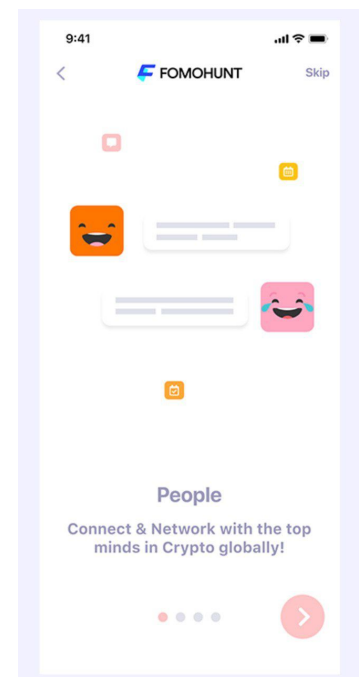 9:41
FOMOHUNT
Skip
People
Connect & Network with the top
minds in Crypto globally!